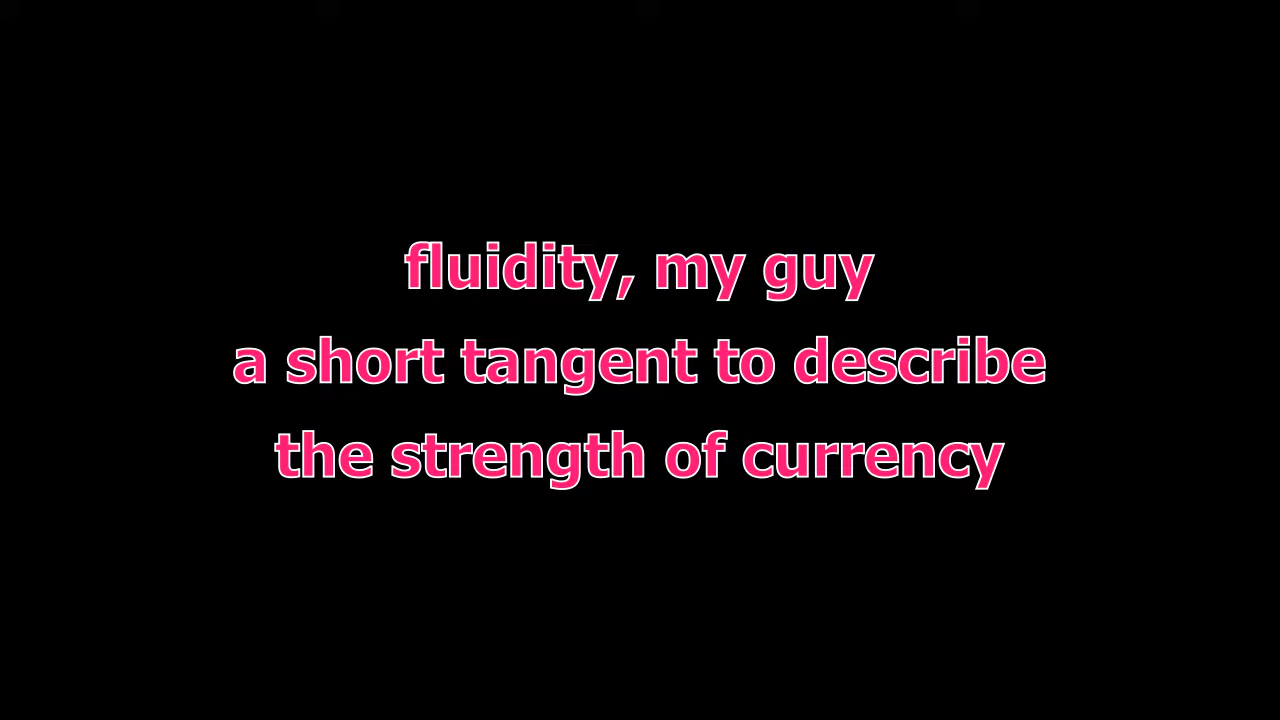 fluidity, my guy
a short tangent to describe
the strength of currency